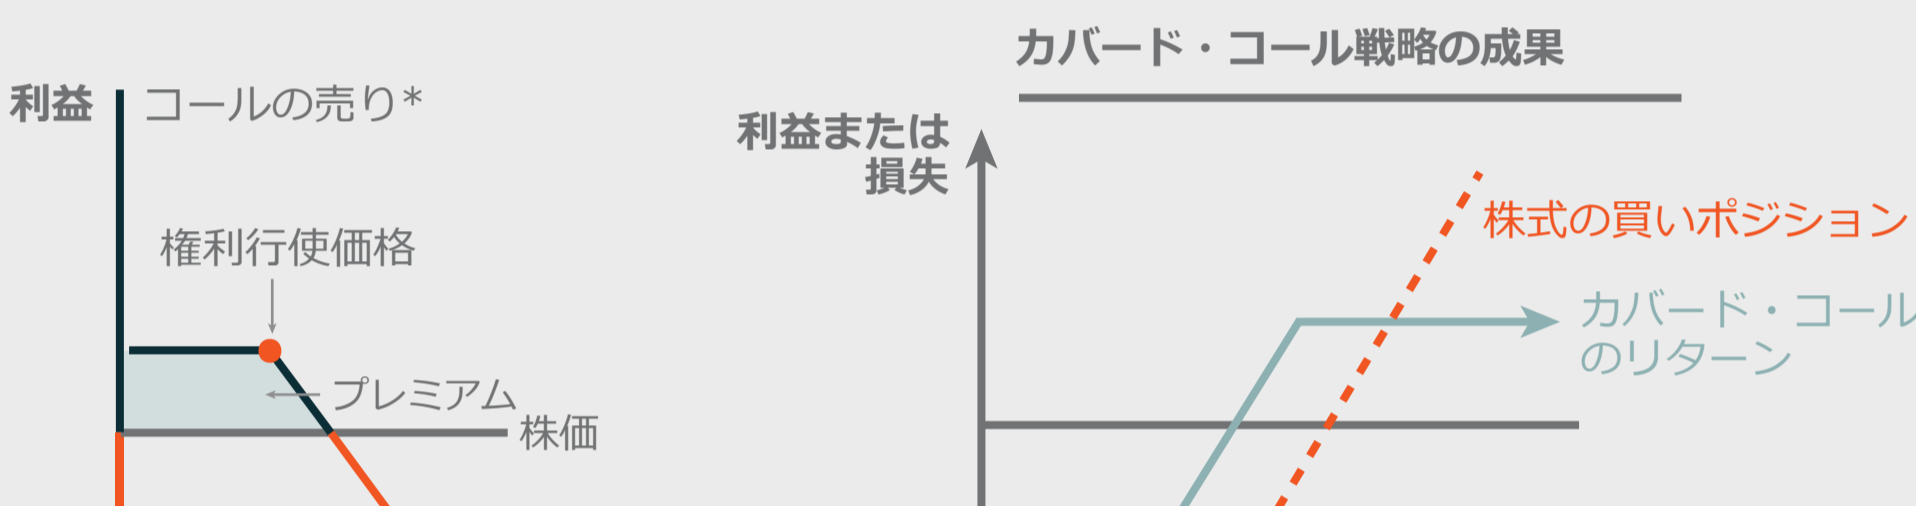 利益
コールの売り*
権利行使価格
プレミアム
株価
カバード・コール戦略の成果
利益または
損失
株式の買いポジション
カバード・コール
のリターン